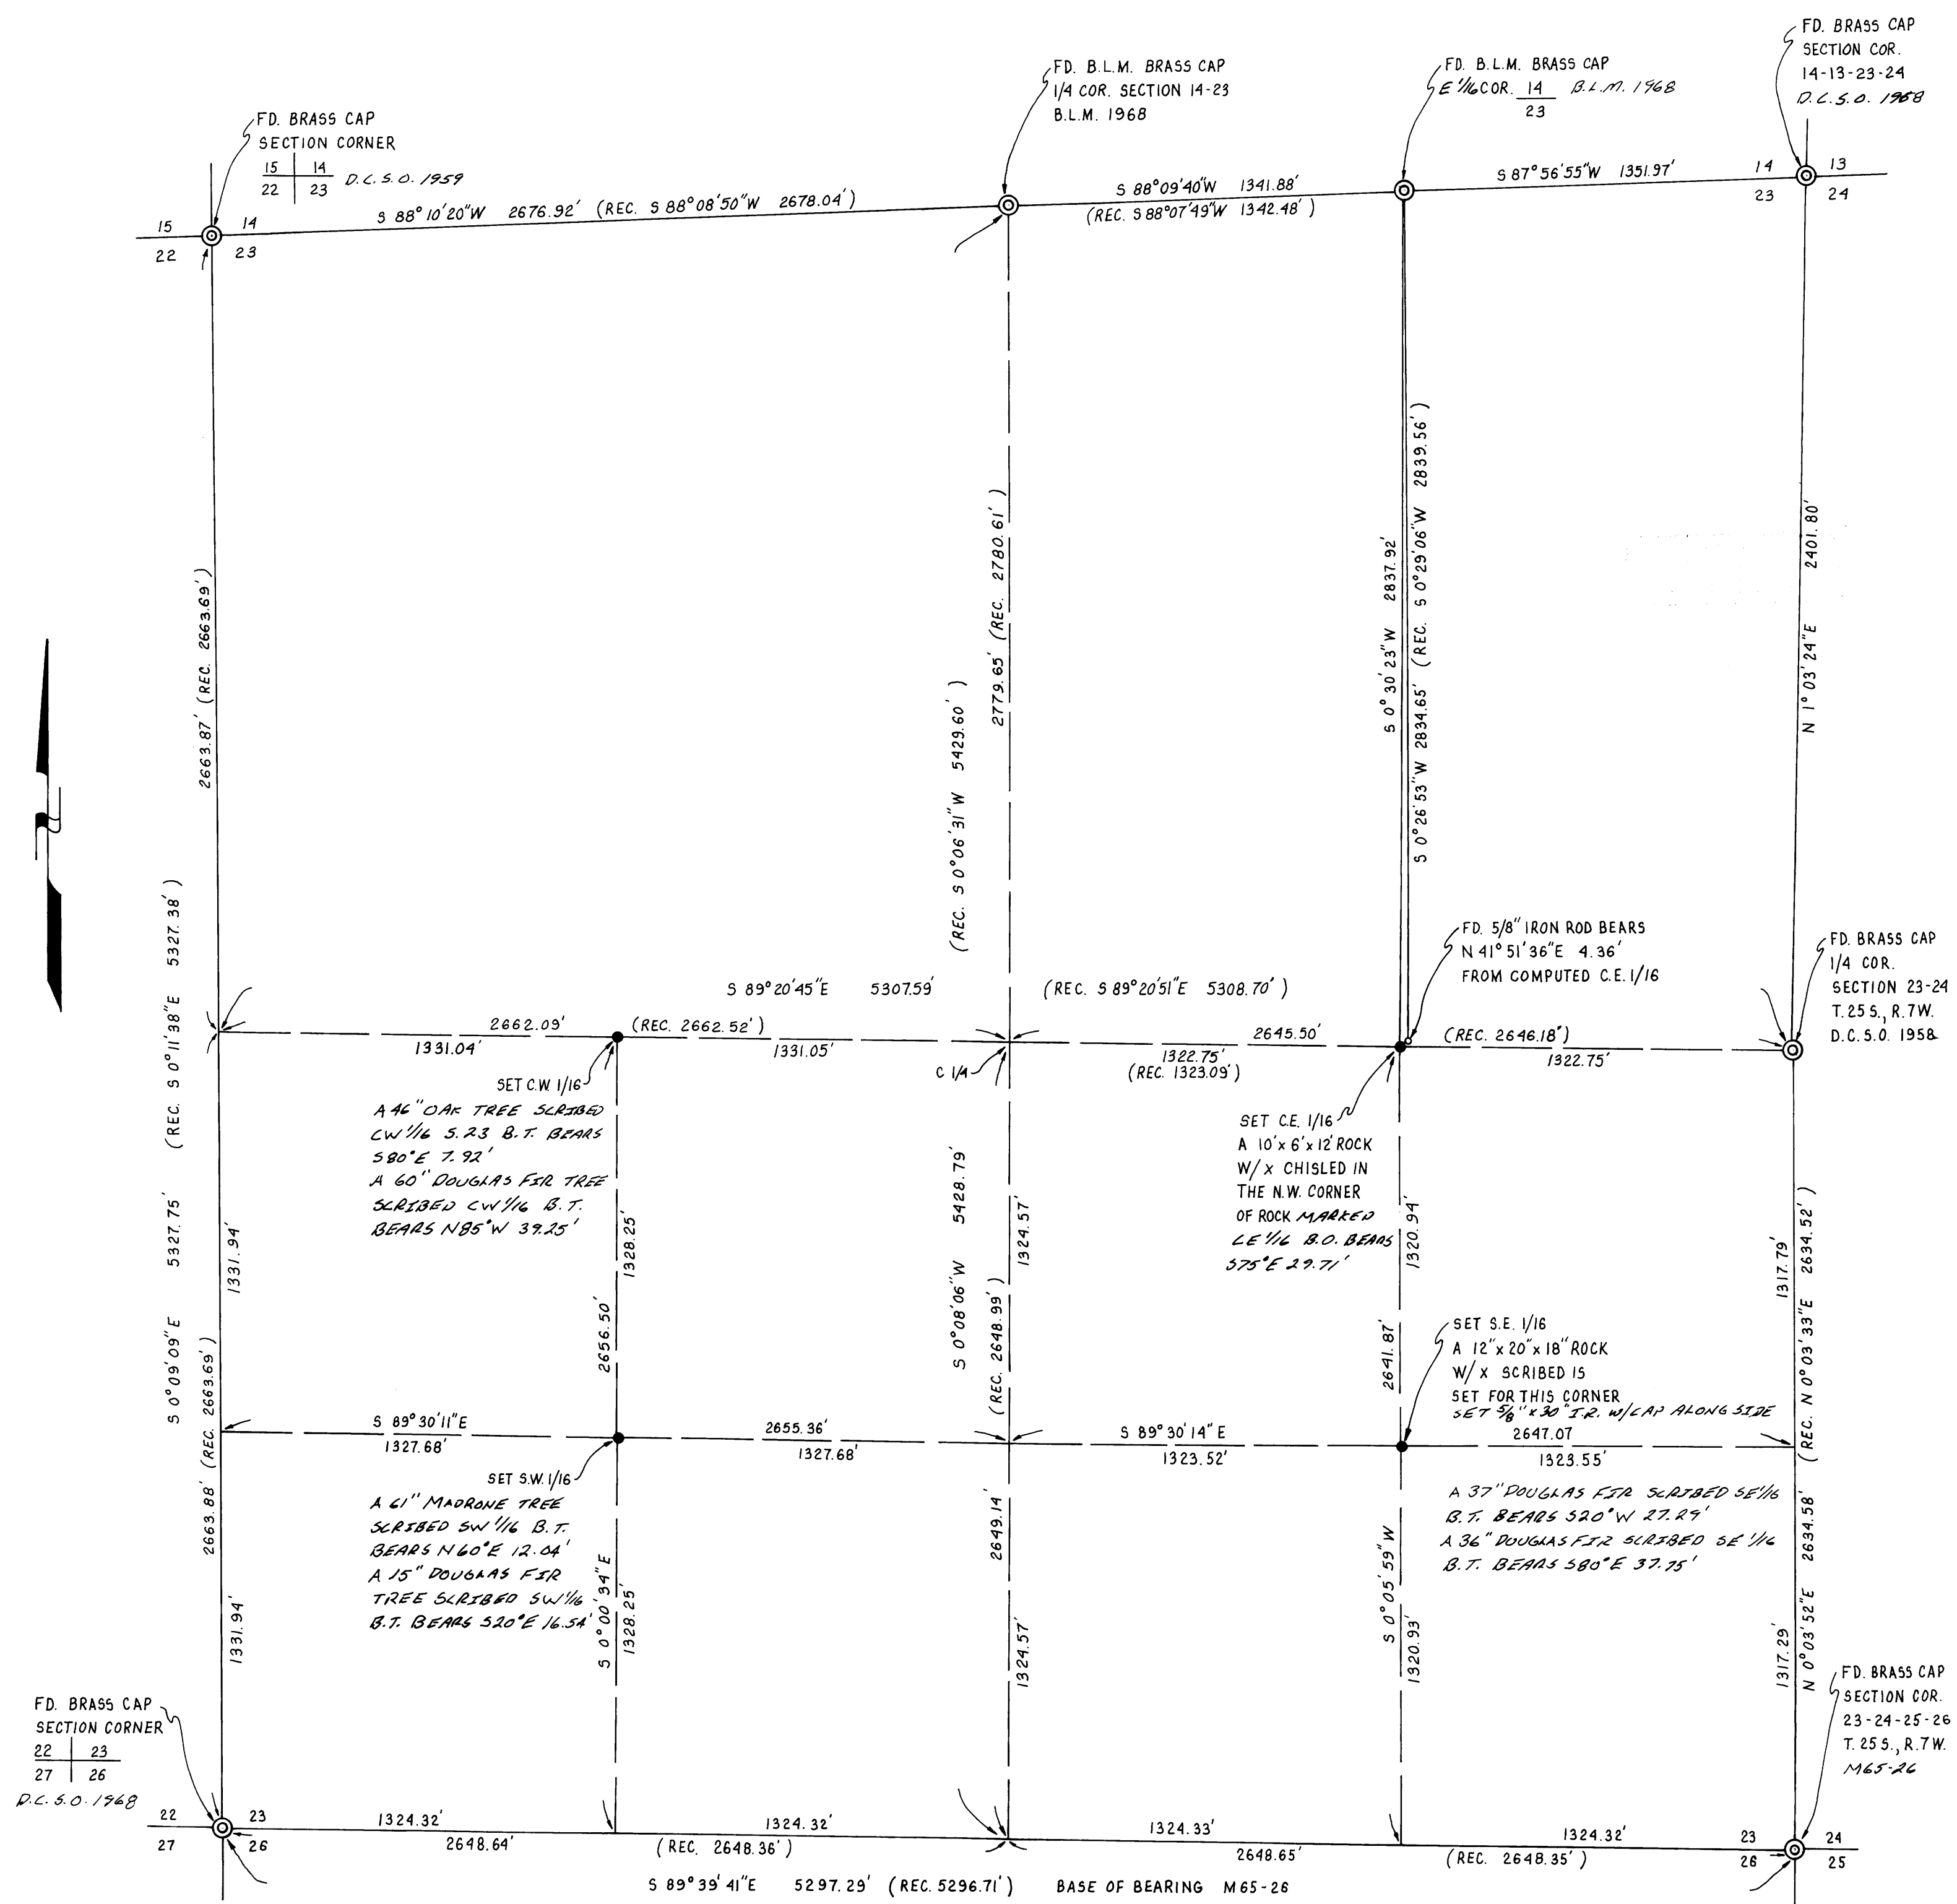 FD. BRASS CAP
SECTION COR.
14-13-23-24
D.C.S.O. 1958
FD. B.L.M. BRASS CAP
1/4 COR. SECTION 14-23
B.L.M. 1968
FD. B.L.M. BRASS CAP
E 1/16 COR. 14 B.L.M. 1968
23
FD. BRASS CAP
SECTION CORNER
15 14
22 23 D.C.S.O. 1959
15 14
22 23
S 88°10'20"W 2676.92' (REC. S 88°08'50"W 2678.04')
S 88°09'40"W 1341.88'
(REC. S 88°07'49"W 1342.48')
S 87°56'55"W 1351.97'
14 13
23 24
2663.87' (REC. 2663.69')
S 0°09'09"E 5327.75' (REC. S 0°11'38"E 5327.38')
2779.65' (REC. 2780.61')
(REC. S 0°06'31"W 5429.60')
S 0°30'23"W 2837.92'
S 0°26'53"W 2834.65' (REC. S 0°29'06"W 2839.56')
N 1°03'24"E 2401.80'
FD. 5/8" IRON ROD BEARS
N 41°51'36"E 4.36'
FROM COMPUTED C.E. 1/16
FD. BRASS CAP
1/4 COR.
SECTION 23-24
T. 25 S., R. 7 W.
D.C.S.O. 1958
S 89°20'45"E 5307.59' (REC. S 89°20'51"E 5308.70')
2662.09' (REC. 2662.52')
1331.04' 1331.05'
2645.50' (REC. 2646.18')
1322.75' 1322.75'
(REC. 1323.09')
C 1/4
SET C.W. 1/16
A 46" OAK TREE SCRIBED
CW 1/16 S.23 B.T. BEARS
S80°E 7.92'
A 60" DOUGLAS FIR TREE
SCRIBED CW 1/16 B.T.
BEARS N85°W 39.25'
SET C.E. 1/16
A 10'x 6'x 12' ROCK
W/ X CHISLED IN
THE N.W. CORNER
OF ROCK MARKED
CE 1/16 B.O. BEARS
S75°E 29.71'
1331.94'
1328.25'
2656.50'
S 0°08'06"W 5428.79'
1324.57'
(REC. 2648.99')
1320.94'
2641.87'
1317.79'
(REC. N 0°03'33"E 2634.52')
SET S.E. 1/16
A 12"x 20"x 18" ROCK
W/ X SCRIBED IS
SET FOR THIS CORNER
SET 5/8" x 30" I.R. W/CAP ALONG SIDE
S 89°30'11"E 2655.36'
1327.68' 1327.68'
S 89°30'14"E 2647.07
1323.52' 1323.55'
SET S.W. 1/16
A 61" MADRONE TREE
SCRIBED SW 1/16 B.T.
BEARS N60°E 12.04'
A 15" DOUGLAS FIR
TREE SCRIBED SW 1/16
B.T. BEARS S20°E 16.54'
A 37" DOUGLAS FIR SCRIBED SE 1/16
B.T. BEARS S20°W 27.29'
A 36" DOUGLAS FIR SCRIBED SE 1/16
B.T. BEARS S80°E 37.75'
2663.88' (REC. 2663.69')
1331.94'
S 0°00'34"E
1328.25'
2649.14'
1324.57'
S 0°05'59"W
1320.93'
1317.29'
N 0°03'52"E 2634.58'
FD. BRASS CAP
SECTION CORNER
22 23
27 26
D.C.S.O. 1968
FD. BRASS CAP
SECTION COR.
23-24-25-26
T. 25 S., R. 7 W.
M65-26
22 23
27 26
1324.32' 1324.32' 1324.33' 1324.32'
2648.64' (REC. 2648.36') 2648.65' (REC. 2648.35')
23 24
26 25
S 89°39'41"E 5297.29' (REC. 5296.71') BASE OF BEARING M65-26